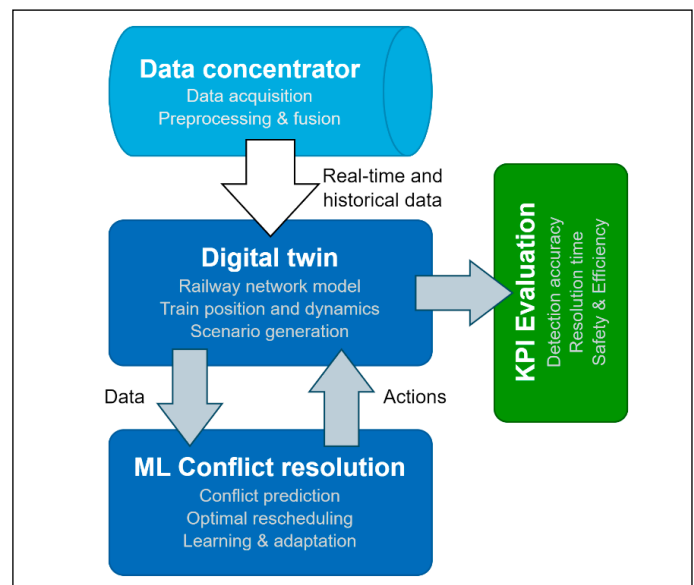 Data concentrator
Data acquisition
Preprocessing & fusion
Real-time and
historical data
Digital twin
Railway network model
Train position and dynamics
Scenario generation
KPI Evaluation
Detection accuracy
Resolution time
Safety & Efficiency
Data
Actions
ML Conflict resolution
Conflict prediction
Optimal rescheduling
Learning & adaptation